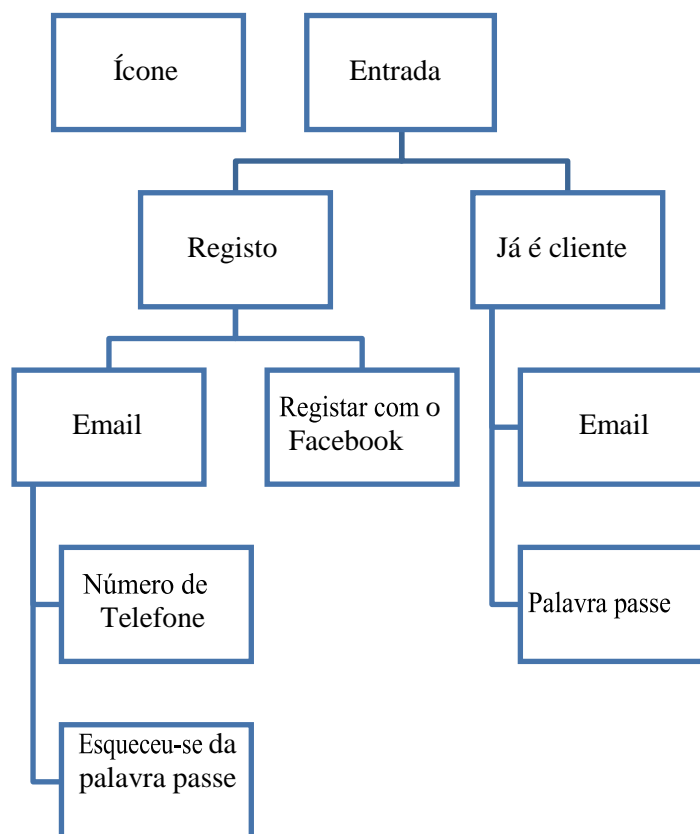 Ícone
Entrada
Registo
Já é cliente
Email
Registar com o
Facebook
Email
Número de
Telefone
Palavra passe
Esqueceu-se da
palavra passe